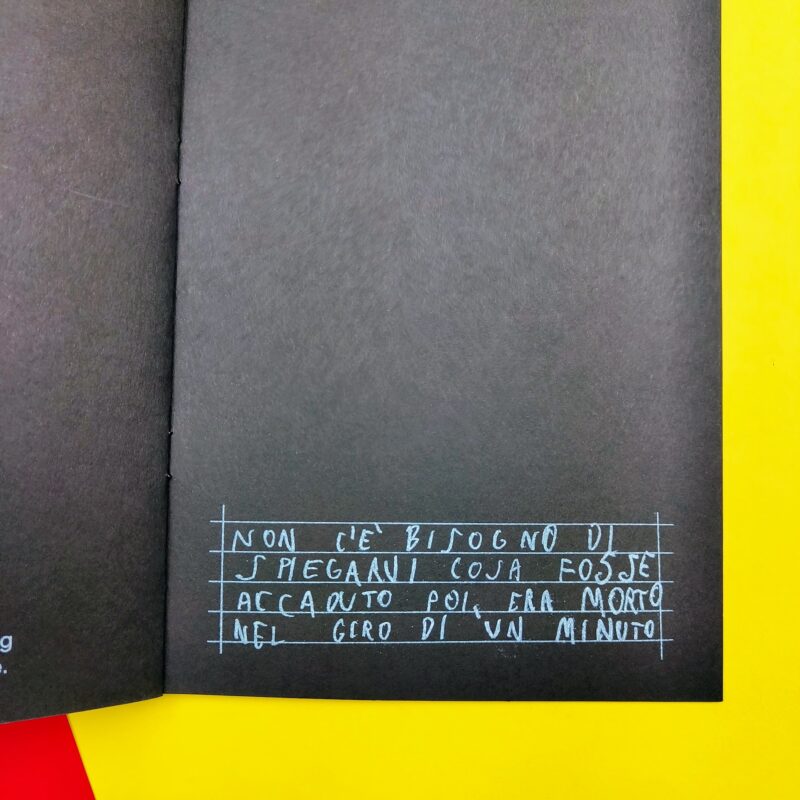 NON C'E' BISOGNO DI
SPIEGARVI COSA FOSSE
ACCADUTO POI, ERA MORTO
NEL GIRO DI UN MINUTO